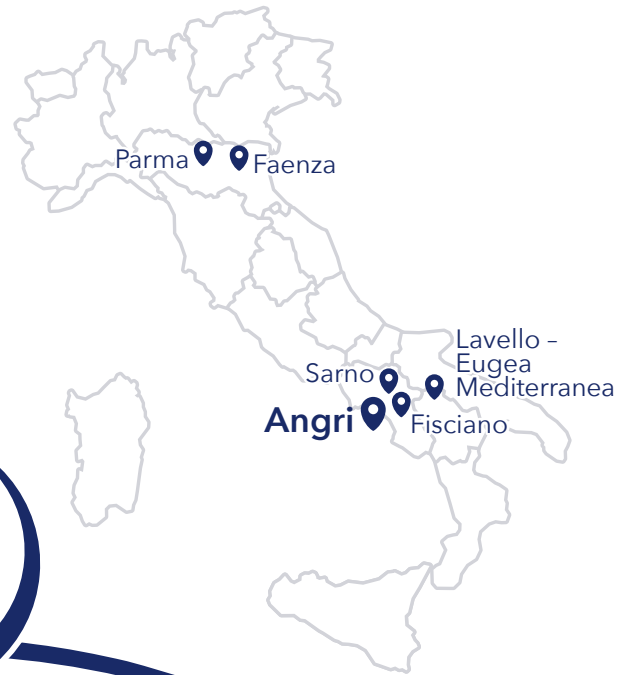 Parma
Faenza
Lavello –
Eugea
Mediterranea
Sarno
Angri
Fisciano